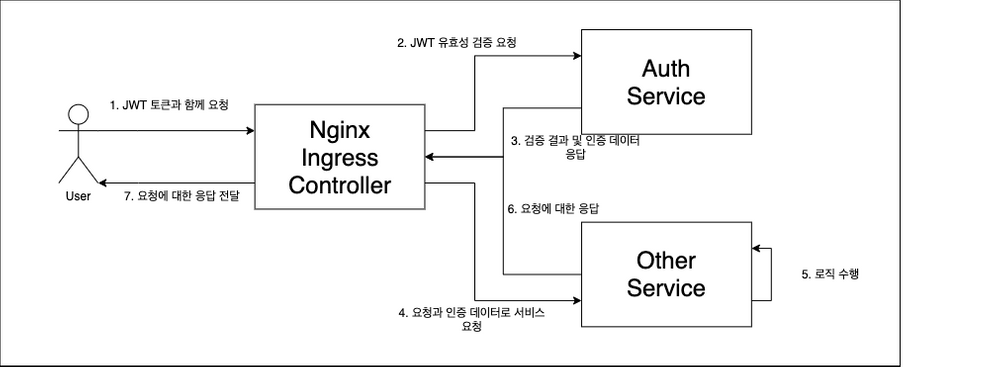 2. JWT 유효성 검증 요청
Auth
Service
1. JWT 토큰과 함께 요청
Nginx
Ingress
Controller
3. 검증 결과 및 인증 데이터
응답
User
7. 요청에 대한 응답 전달
6. 요청에 대한 응답
Other
Service
5. 로직 수행
4. 요청과 인증 데이터로 서비스
요청